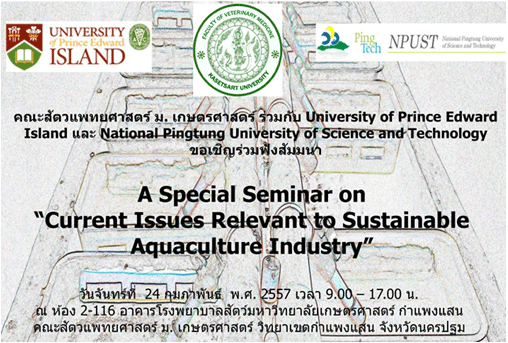 UNIVERSITY
of Prince Edward
ISLAND
FACULTY OF VETERINARY MEDICINE
KASETSART UNIVERSITY
Ping Tech
NPUST
National Pingtung University
of Science and Technology
คณะสัตวแพทยศาสตร์ ม. เกษตรศาสตร์ ร่วมกับ University of Prince Edward
Island และ National Pingtung University of Science and Technology
ขอเชิญร่วมฟังสัมมนา
A Special Seminar on
“Current Issues Relevant to Sustainable
Aquaculture Industry”
วันจันทร์ที่ 24 กุมภาพันธ์ พ.ศ. 2557 เวลา 9.00 – 17.00 น.
ณ ห้อง 2-116 อาคารโรงพยาบาลสัตว์มหาวิทยาลัยเกษตรศาสตร์ กำแพงแสน
คณะสัตวแพทยศาสตร์ ม. เกษตรศาสตร์ วิทยาเขตกำแพงแสน จังหวัดนครปฐม